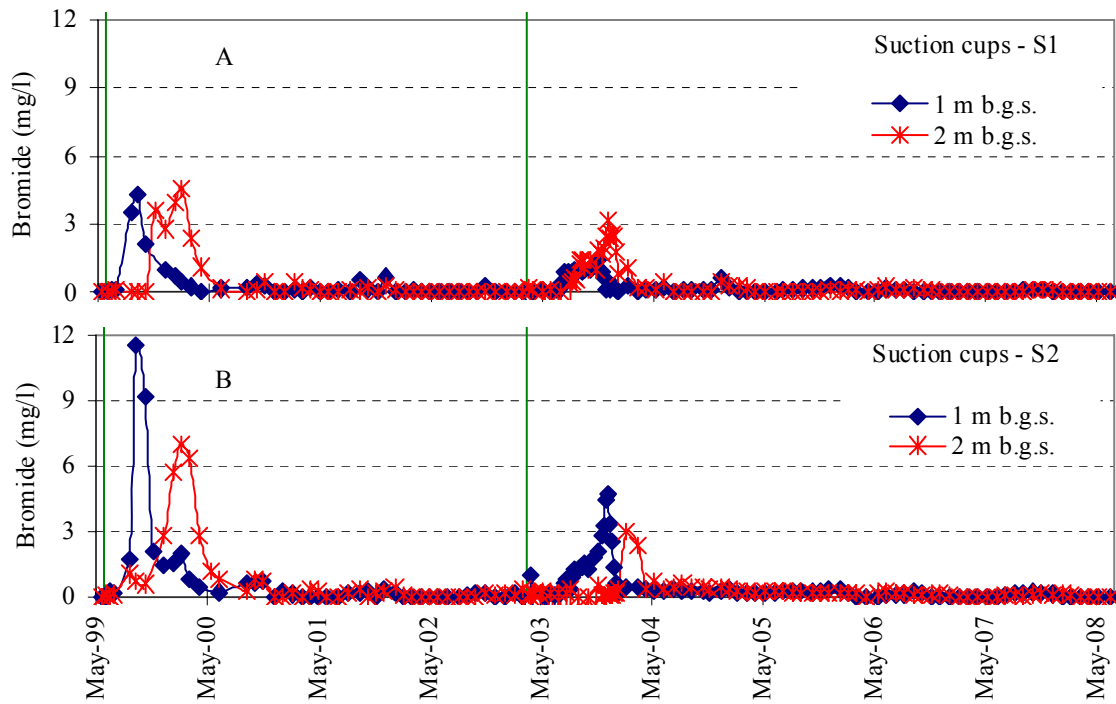 12
9
6
3
0
Bromide (mg/l)
A
Suction cups - S1
1 m b.g.s.
2 m b.g.s.
12
9
6
3
0
Bromide (mg/l)
B
Suction cups - S2
1 m b.g.s.
2 m b.g.s.
May-99
May-00
May-01
May-02
May-03
May-04
May-05
May-06
May-07
May-08